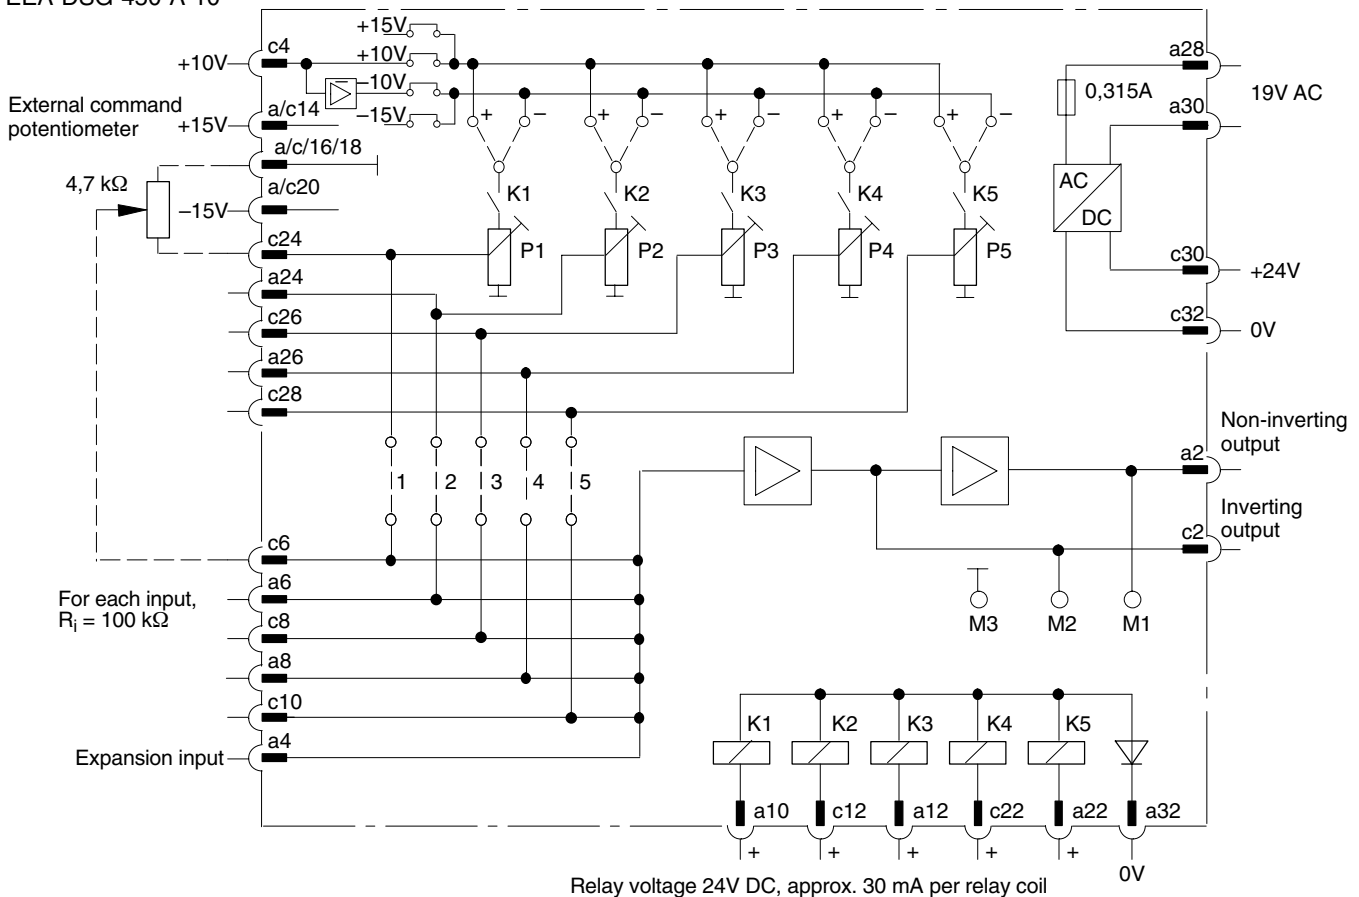 +15V
c4
+10V
+10V
a28
–10V
0,315A
19V AC
External command
potentiometer
a/c14
+15V
–15V
a30
+ – + – + – + – + –
a/c/16/18
4,7 kΩ
a/c20
–15V
K1 K2 K3 K4 K5
AC
DC
c24
P1 P2 P3 P4 P5
c30
+24V
a24
c26
c32
0V
a26
c28
Non-inverting
output
a2
1 2 3 4 5
Inverting
output
c2
c6
a6
For each input,
Ri = 100 kΩ
c8
M3 M2 M1
a8
c10
K1 K2 K3 K4 K5
Expansion input
a4
a10 c12 a12 c22 a22 a32
+ + + + + 0V
Relay voltage 24V DC, approx. 30 mA per relay coil